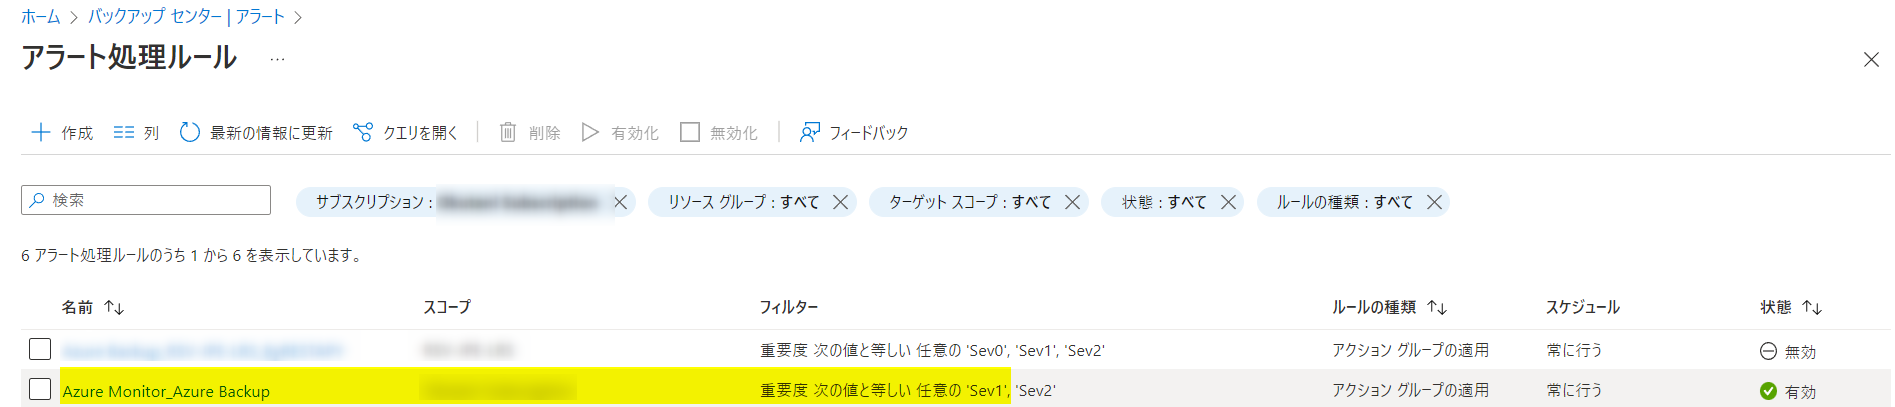 ホーム > バックアップ センター | アラート >
アラート処理ルール ...
作成 列 最新の情報に更新 クエリを開く 削除 有効化 無効化 フィードバック
検索 サブスクリプション : リソース グループ : すべて ターゲット スコープ : すべて 状態 : すべて ルールの種類 : すべて
6 アラート処理ルールのうち 1 から 6 を表示しています。
名前 スコープ フィルター ルールの種類 スケジュール 状態
重要度 次の値と等しい 任意の 'Sev0', 'Sev1', 'Sev2' アクション グループの適用 常に行う 無効
Azure Monitor_Azure Backup 重要度 次の値と等しい 任意の 'Sev1', 'Sev2' アクション グループの適用 常に行う 有効